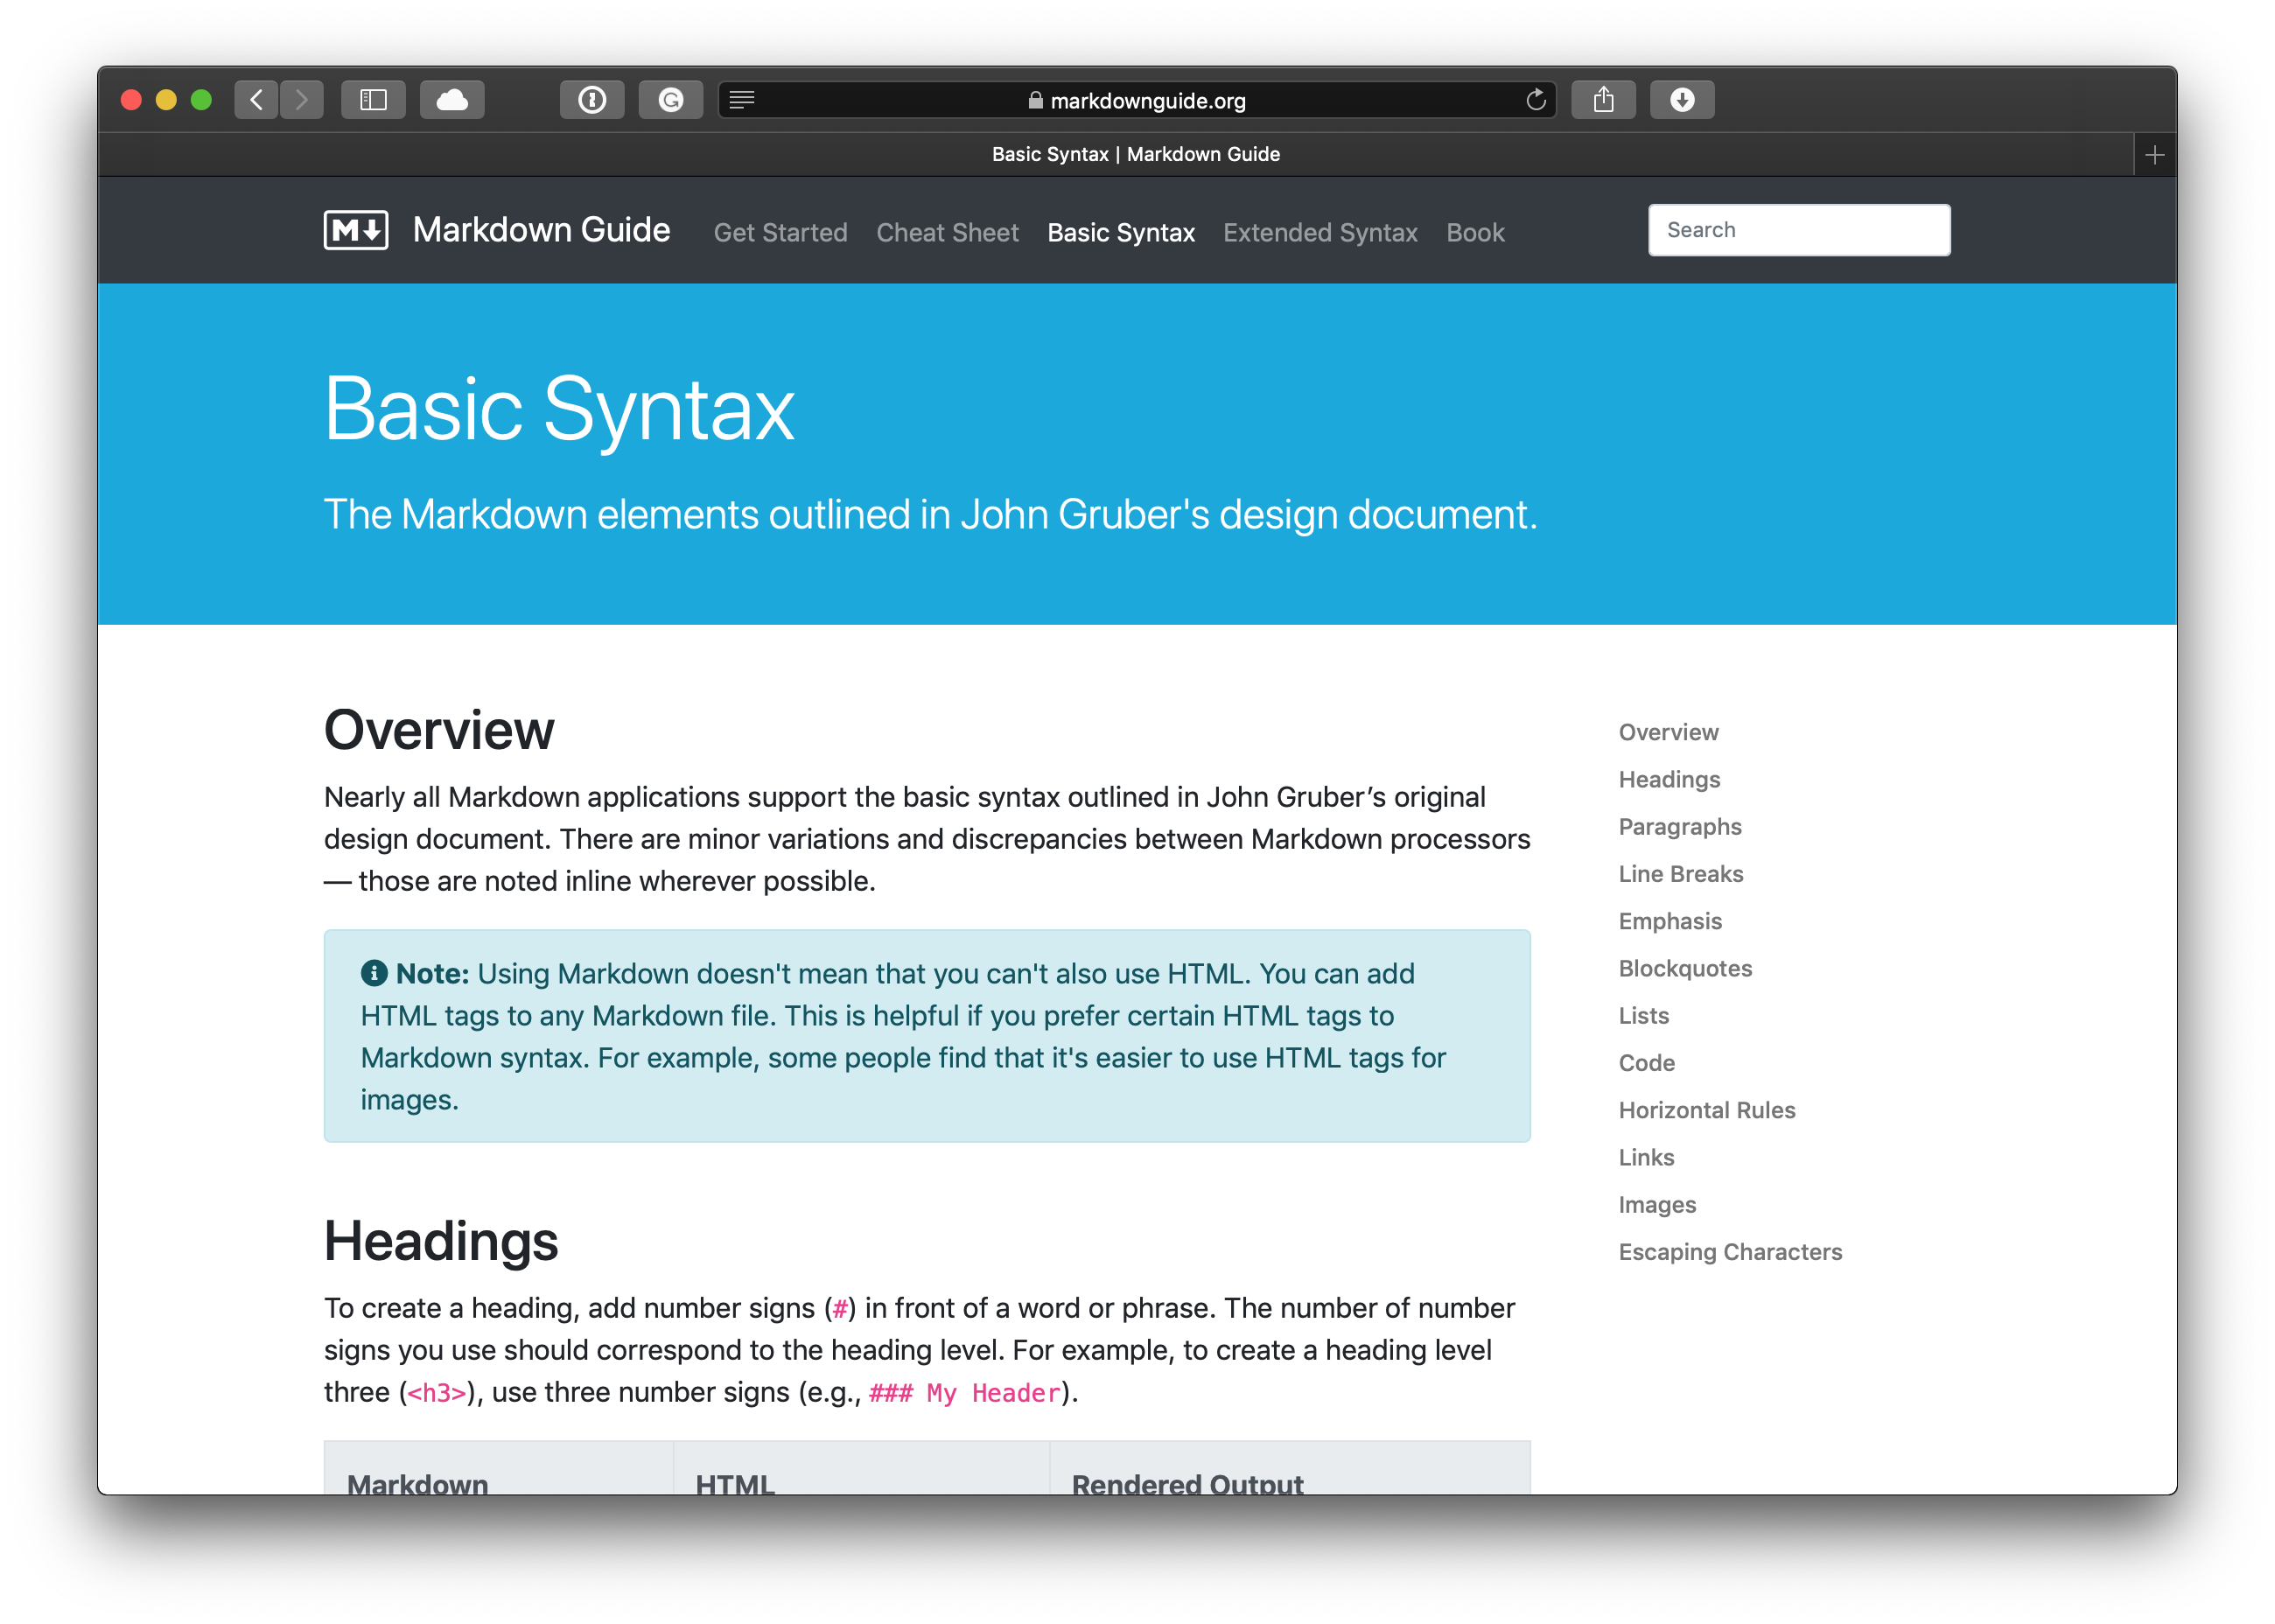 markdownguide.org
Basic Syntax | Markdown Guide
M Markdown Guide Get Started Cheat Sheet Basic Syntax Extended Syntax Book Search
Basic Syntax
The Markdown elements outlined in John Gruber's design document.
Overview
Nearly all Markdown applications support the basic syntax outlined in John Gruber’s original
design document. There are minor variations and discrepancies between Markdown processors
— those are noted inline wherever possible.
Note: Using Markdown doesn't mean that you can't also use HTML. You can add
HTML tags to any Markdown file. This is helpful if you prefer certain HTML tags to
Markdown syntax. For example, some people find that it's easier to use HTML tags for
images.
Headings
To create a heading, add number signs (#) in front of a word or phrase. The number of number
signs you use should correspond to the heading level. For example, to create a heading level
three (<h3>), use three number signs (e.g., ### My Header).
Markdown HTML Rendered Output
Overview
Headings
Paragraphs
Line Breaks
Emphasis
Blockquotes
Lists
Code
Horizontal Rules
Links
Images
Escaping Characters